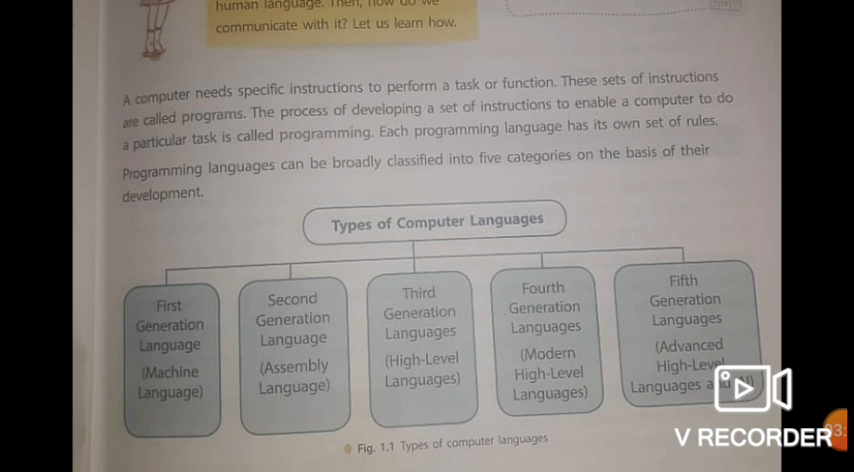 human language. Then, how do we
communicate with it? Let us learn how.
A computer needs specific instructions to perform a task or function. These sets of instructions
are called programs. The process of developing a set of instructions to enable a computer to do
a particular task is called programming. Each programming language has its own set of rules.
Programming languages can be broadly classified into five categories on the basis of their
development.
Types of Computer Languages
First
Generation
Language
(Machine
Language)
Second
Generation
Language
(Assembly
Language)
Third
Generation
Languages
(High-Level
Languages)
Fourth
Generation
Languages
(Modern
High-Level
Languages)
Fifth
Generation
Languages
(Advanced
High-Level
Languages and AI)
Fig. 1.1 Types of computer languages
V RECORDER
03: